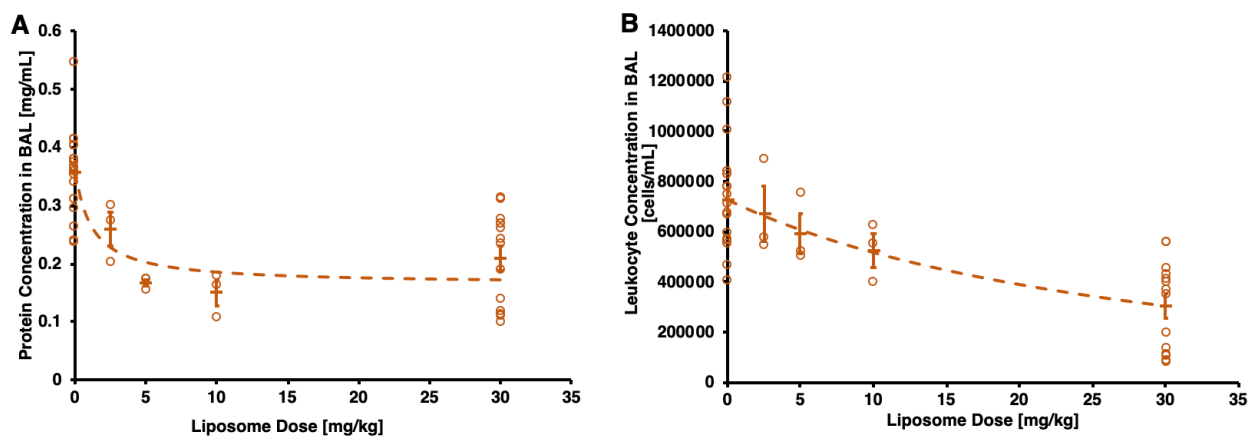 A
Protein Concentration in BAL [mg/mL]
0.6
0.5
0.4
0.3
0.2
0.1
0
0 5 10 15 20 25 30 35
Liposome Dose [mg/kg]
B
Leukocyte Concentration in BAL
[cells/mL]
1400000
1200000
1000000
800000
600000
400000
200000
0
0 5 10 15 20 25 30 35
Liposome Dose [mg/kg]